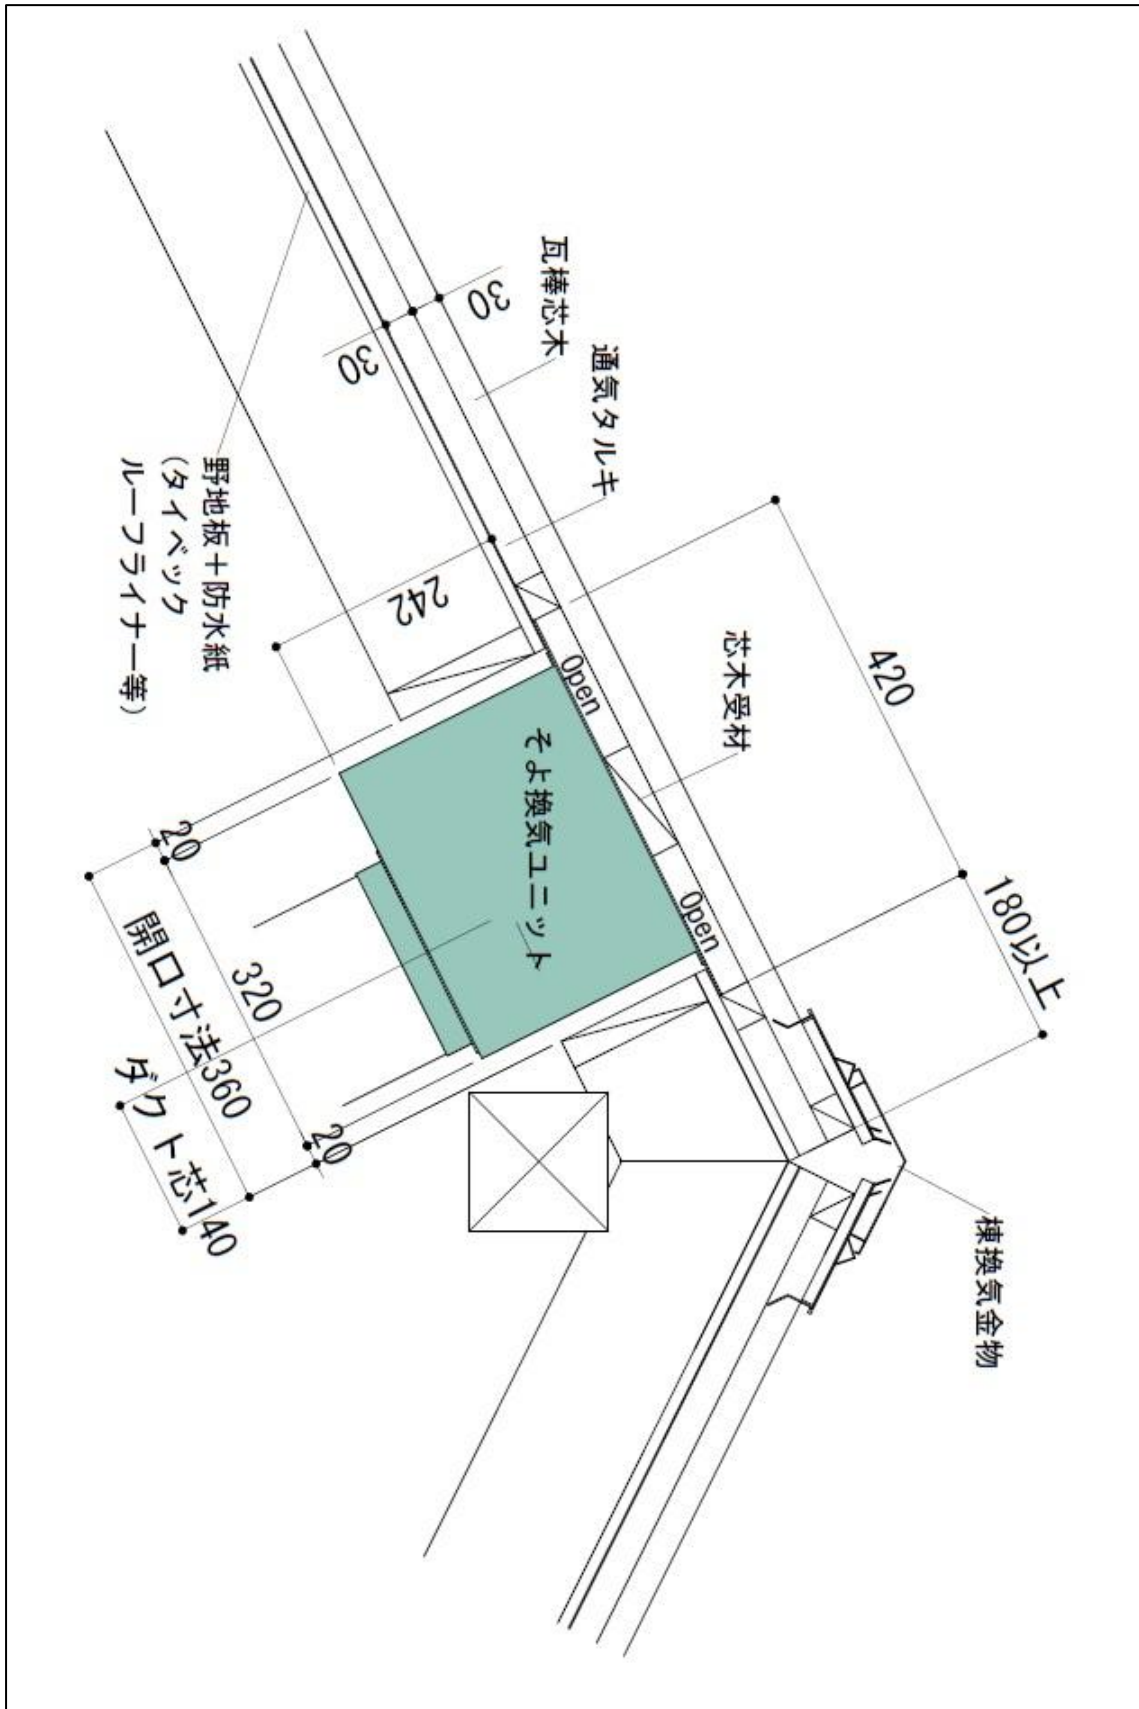 棟換気金物
180以上
420
芯木受材
通気タルキ
瓦棒芯木
30
30
Open
Open
そよ換気ユニット
242
野地板＋防水紙
（タイベック
ルーフライナー等）
20
320
20
開口寸法360
ダクト芯140